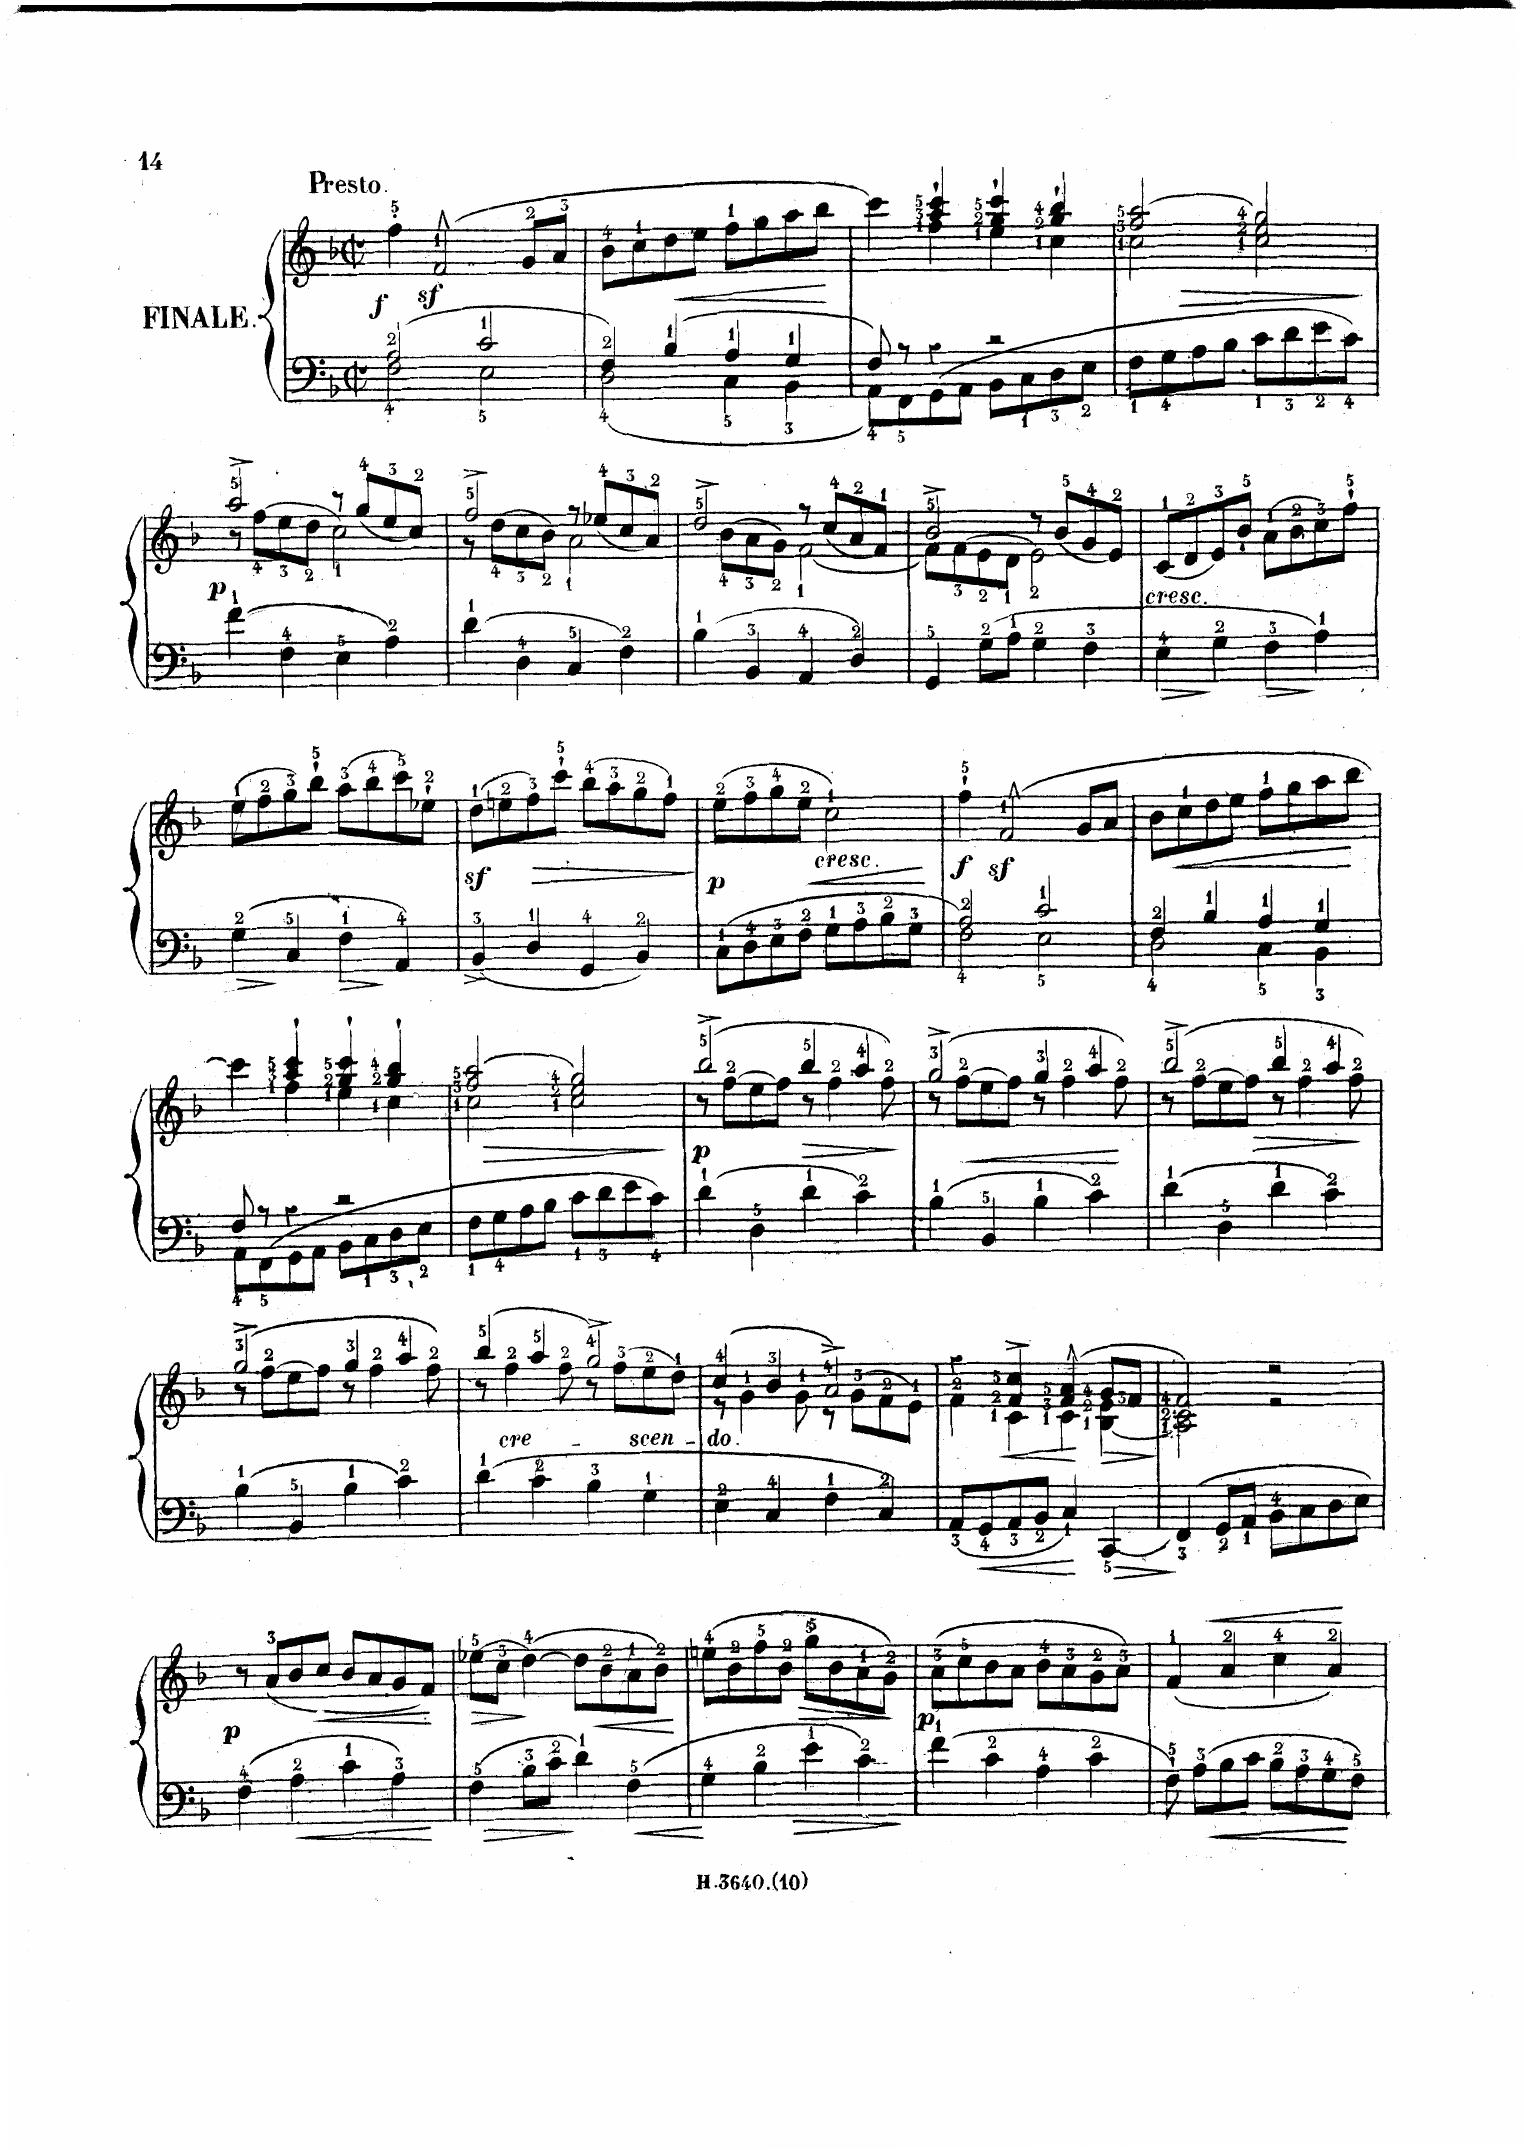 14
Presto.
FINALE.
f sf
p cresc.
sf p cresc. f sf
p
cre - scen - do.
p p
H.3640.(10)